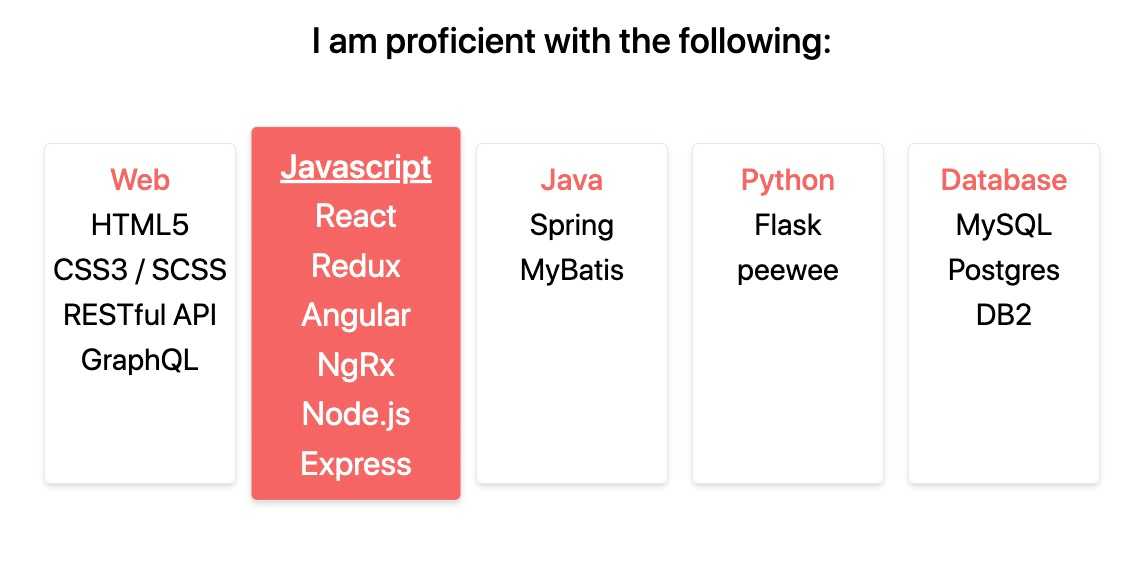 I am proficient with the following:
Web
HTML5
CSS3 / SCSS
RESTful API
GraphQL
Javascript
React
Redux
Angular
NgRx
Node.js
Express
Java
Spring
MyBatis
Python
Flask
peewee
Database
MySQL
Postgres
DB2